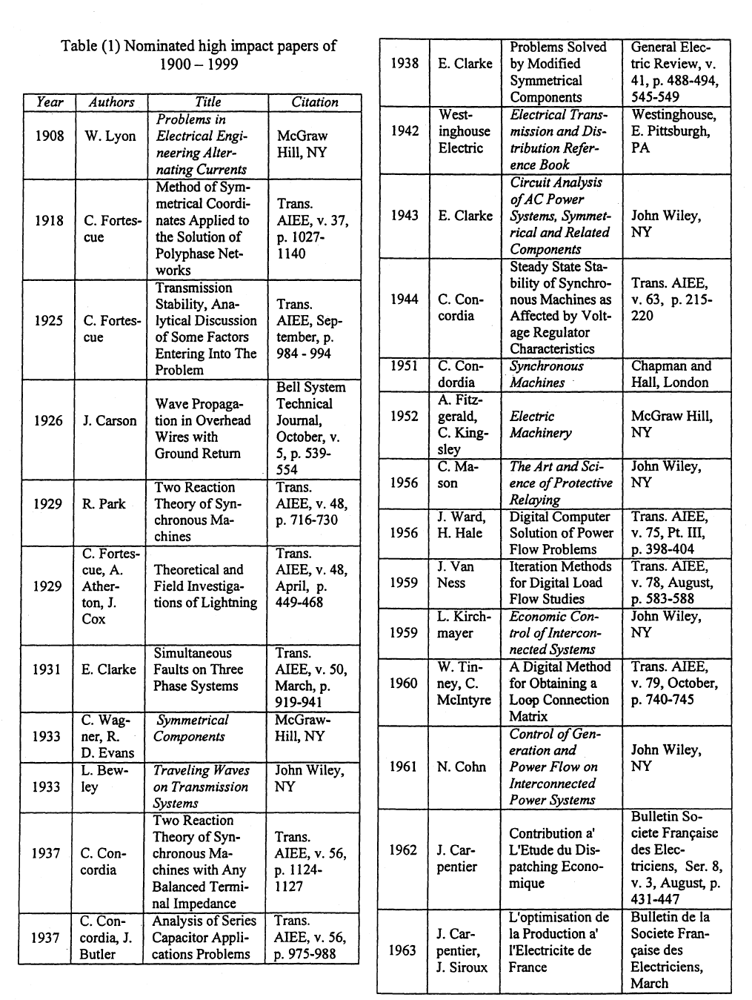 Table (1) Nominated high impact papers of
1900 – 1999
Year Authors Title Citation
1908
W. Lyon
Problems in
Electrical Engi-
neering Alter-
nating Currents
McGraw
Hill, NY
1918
C. Fortes-
cue
Method of Sym-
metrical Coordi-
nates Applied to
the Solution of
Polyphase Net-
works
Trans.
AIEE, v. 37,
p. 1027-
1140
1925
C. Fortes-
cue
Transmission
Stability, Ana-
lytical Discussion
of Some Factors
Entering Into The
Problem
Trans.
AIEE, Sep-
tember, p.
984 - 994
1926
J. Carson
Wave Propaga-
tion in Overhead
Wires with
Ground Return
Bell System
Technical
Journal,
October, v.
5, p. 539-
554
1929
R. Park
Two Reaction
Theory of Syn-
chronous Ma-
chines
Trans.
AIEE, v. 48,
p. 716-730
1929
C. Fortes-
cue, A.
Ather-
ton, J.
Cox
Theoretical and
Field Investiga-
tions of Lightning
Trans.
AIEE, v. 48,
April, p.
449-468
1931
E. Clarke
Simultaneous
Faults on Three
Phase Systems
Trans.
AIEE, v. 50,
March, p.
919-941
1933
C. Wag-
ner, R.
D. Evans
Symmetrical
Components
McGraw-
Hill, NY
1933
L. Bew-
ley
Traveling Waves
on Transmission
Systems
John Wiley,
NY
1937
C. Con-
cordia
Two Reaction
Theory of Syn-
chronous Ma-
chines with Any
Balanced Termi-
nal Impedance
Trans.
AIEE, v. 56,
p. 1124-
1127
1937
C. Con-
cordia, J.
Butler
Analysis of Series
Capacitor Appli-
cations Problems
Trans.
AIEE, v. 56,
p. 975-988
1938
E. Clarke
Problems Solved
by Modified
Symmetrical
Components
General Elec-
tric Review, v.
41, p. 488-494,
545-549
1942
West-
inghouse
Electric
Electrical Trans-
mission and Dis-
tribution Refer-
ence Book
Westinghouse,
E. Pittsburgh,
PA
1943
E. Clarke
Circuit Analysis
of AC Power
Systems, Symmet-
rical and Related
Components
John Wiley,
NY
1944
C. Con-
cordia
Steady State Sta-
bility of Synchro-
nous Machines as
Affected by Volt-
age Regulator
Characteristics
Trans. AIEE,
v. 63, p. 215-
220
1951
C. Con-
dordia
Synchronous
Machines
Chapman and
Hall, London
1952
A. Fitz-
gerald,
C. King-
sley
Electric
Machinery
McGraw Hill,
NY
1956
C. Ma-
son
The Art and Sci-
ence of Protective
Relaying
John Wiley,
NY
1956
J. Ward,
H. Hale
Digital Computer
Solution of Power
Flow Problems
Trans. AIEE,
v. 75, Pt. III,
p. 398-404
1959
J. Van
Ness
Iteration Methods
for Digital Load
Flow Studies
Trans. AIEE,
v. 78, August,
p. 583-588
1959
L. Kirch-
mayer
Economic Con-
trol of Intercon-
nected Systems
John Wiley,
NY
1960
W. Tin-
ney, C.
McIntyre
A Digital Method
for Obtaining a
Loop Connection
Matrix
Trans. AIEE,
v. 79, October,
p. 740-745
1961
N. Cohn
Control of Gen-
eration and
Power Flow on
Interconnected
Power Systems
John Wiley,
NY
1962
J. Car-
pentier
Contribution a'
L'Etude du Dis-
patching Econo-
mique
Bulletin So-
ciete Française
des Elec-
triciens, Ser. 8,
v. 3, August, p.
431-447
1963
J. Car-
pentier,
J. Siroux
L'optimisation de
la Production a'
l'Electricite de
France
Bulletin de la
Societe Fran-
çaise des
Electriciens,
March